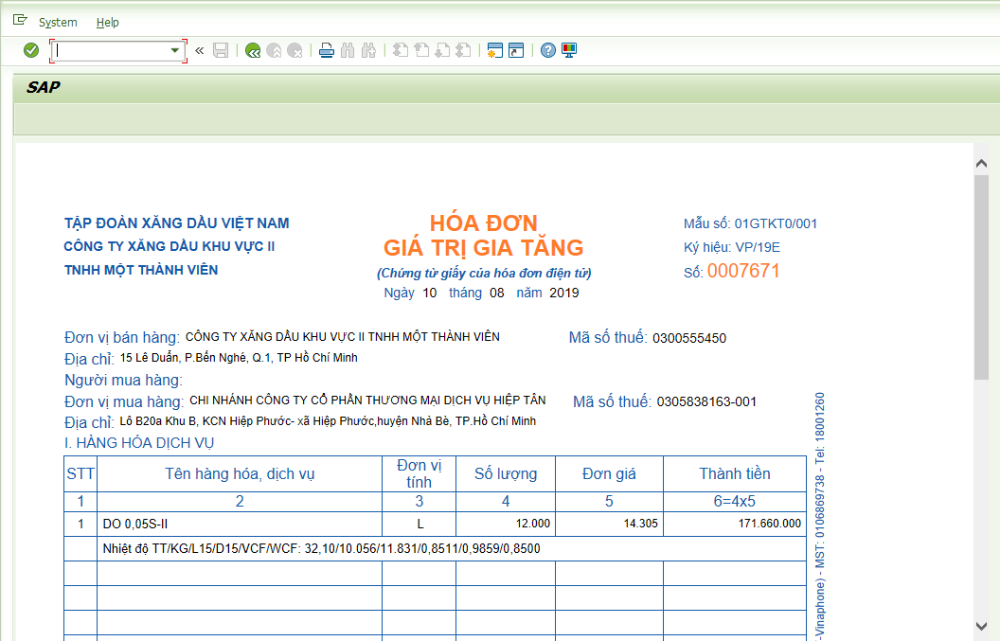 System Help
SAP
TẬP ĐOÀN XĂNG DẦU VIỆT NAM
CÔNG TY XĂNG DẦU KHU VỰC II
TNHH MỘT THÀNH VIÊN
HÓA ĐƠN
GIÁ TRỊ GIA TĂNG
(Chứng từ giấy của hóa đơn điện tử)
Ngày 10 tháng 08 năm 2019
Mẫu số: 01GTKT0/001
Ký hiệu: VP/19E
Số: 0007671
Đơn vị bán hàng: CÔNG TY XĂNG DẦU KHU VỰC II TNHH MỘT THÀNH VIÊN Mã số thuế: 0300555450
Địa chỉ: 15 Lê Duẩn, P.Bến Nghé, Q.1, TP Hồ Chí Minh
Người mua hàng:
Đơn vị mua hàng: CHI NHÁNH CÔNG TY CỔ PHẦN THƯƠNG MẠI DỊCH VỤ HIỆP TÂN Mã số thuế: 0305838163-001
Địa chỉ: Lô B20a Khu B, KCN Hiệp Phước- xã Hiệp Phước,huyện Nhà Bè, TP.Hồ Chí Minh
I. HÀNG HÓA DỊCH VỤ
STT Tên hàng hóa, dịch vụ Đơn vị tính Số lượng Đơn giá Thành tiền
1 2 3 4 5 6=4x5
1 DO 0,05S-II L 12.000 14.305 171.660.000
Nhiệt độ TT/KG/L15/D15/VCF/WCF: 32,10/10.056/11.831/0,8511/0,9859/0,8500
-Vinaphone) - MST: 0106869738 - Tel: 18001260